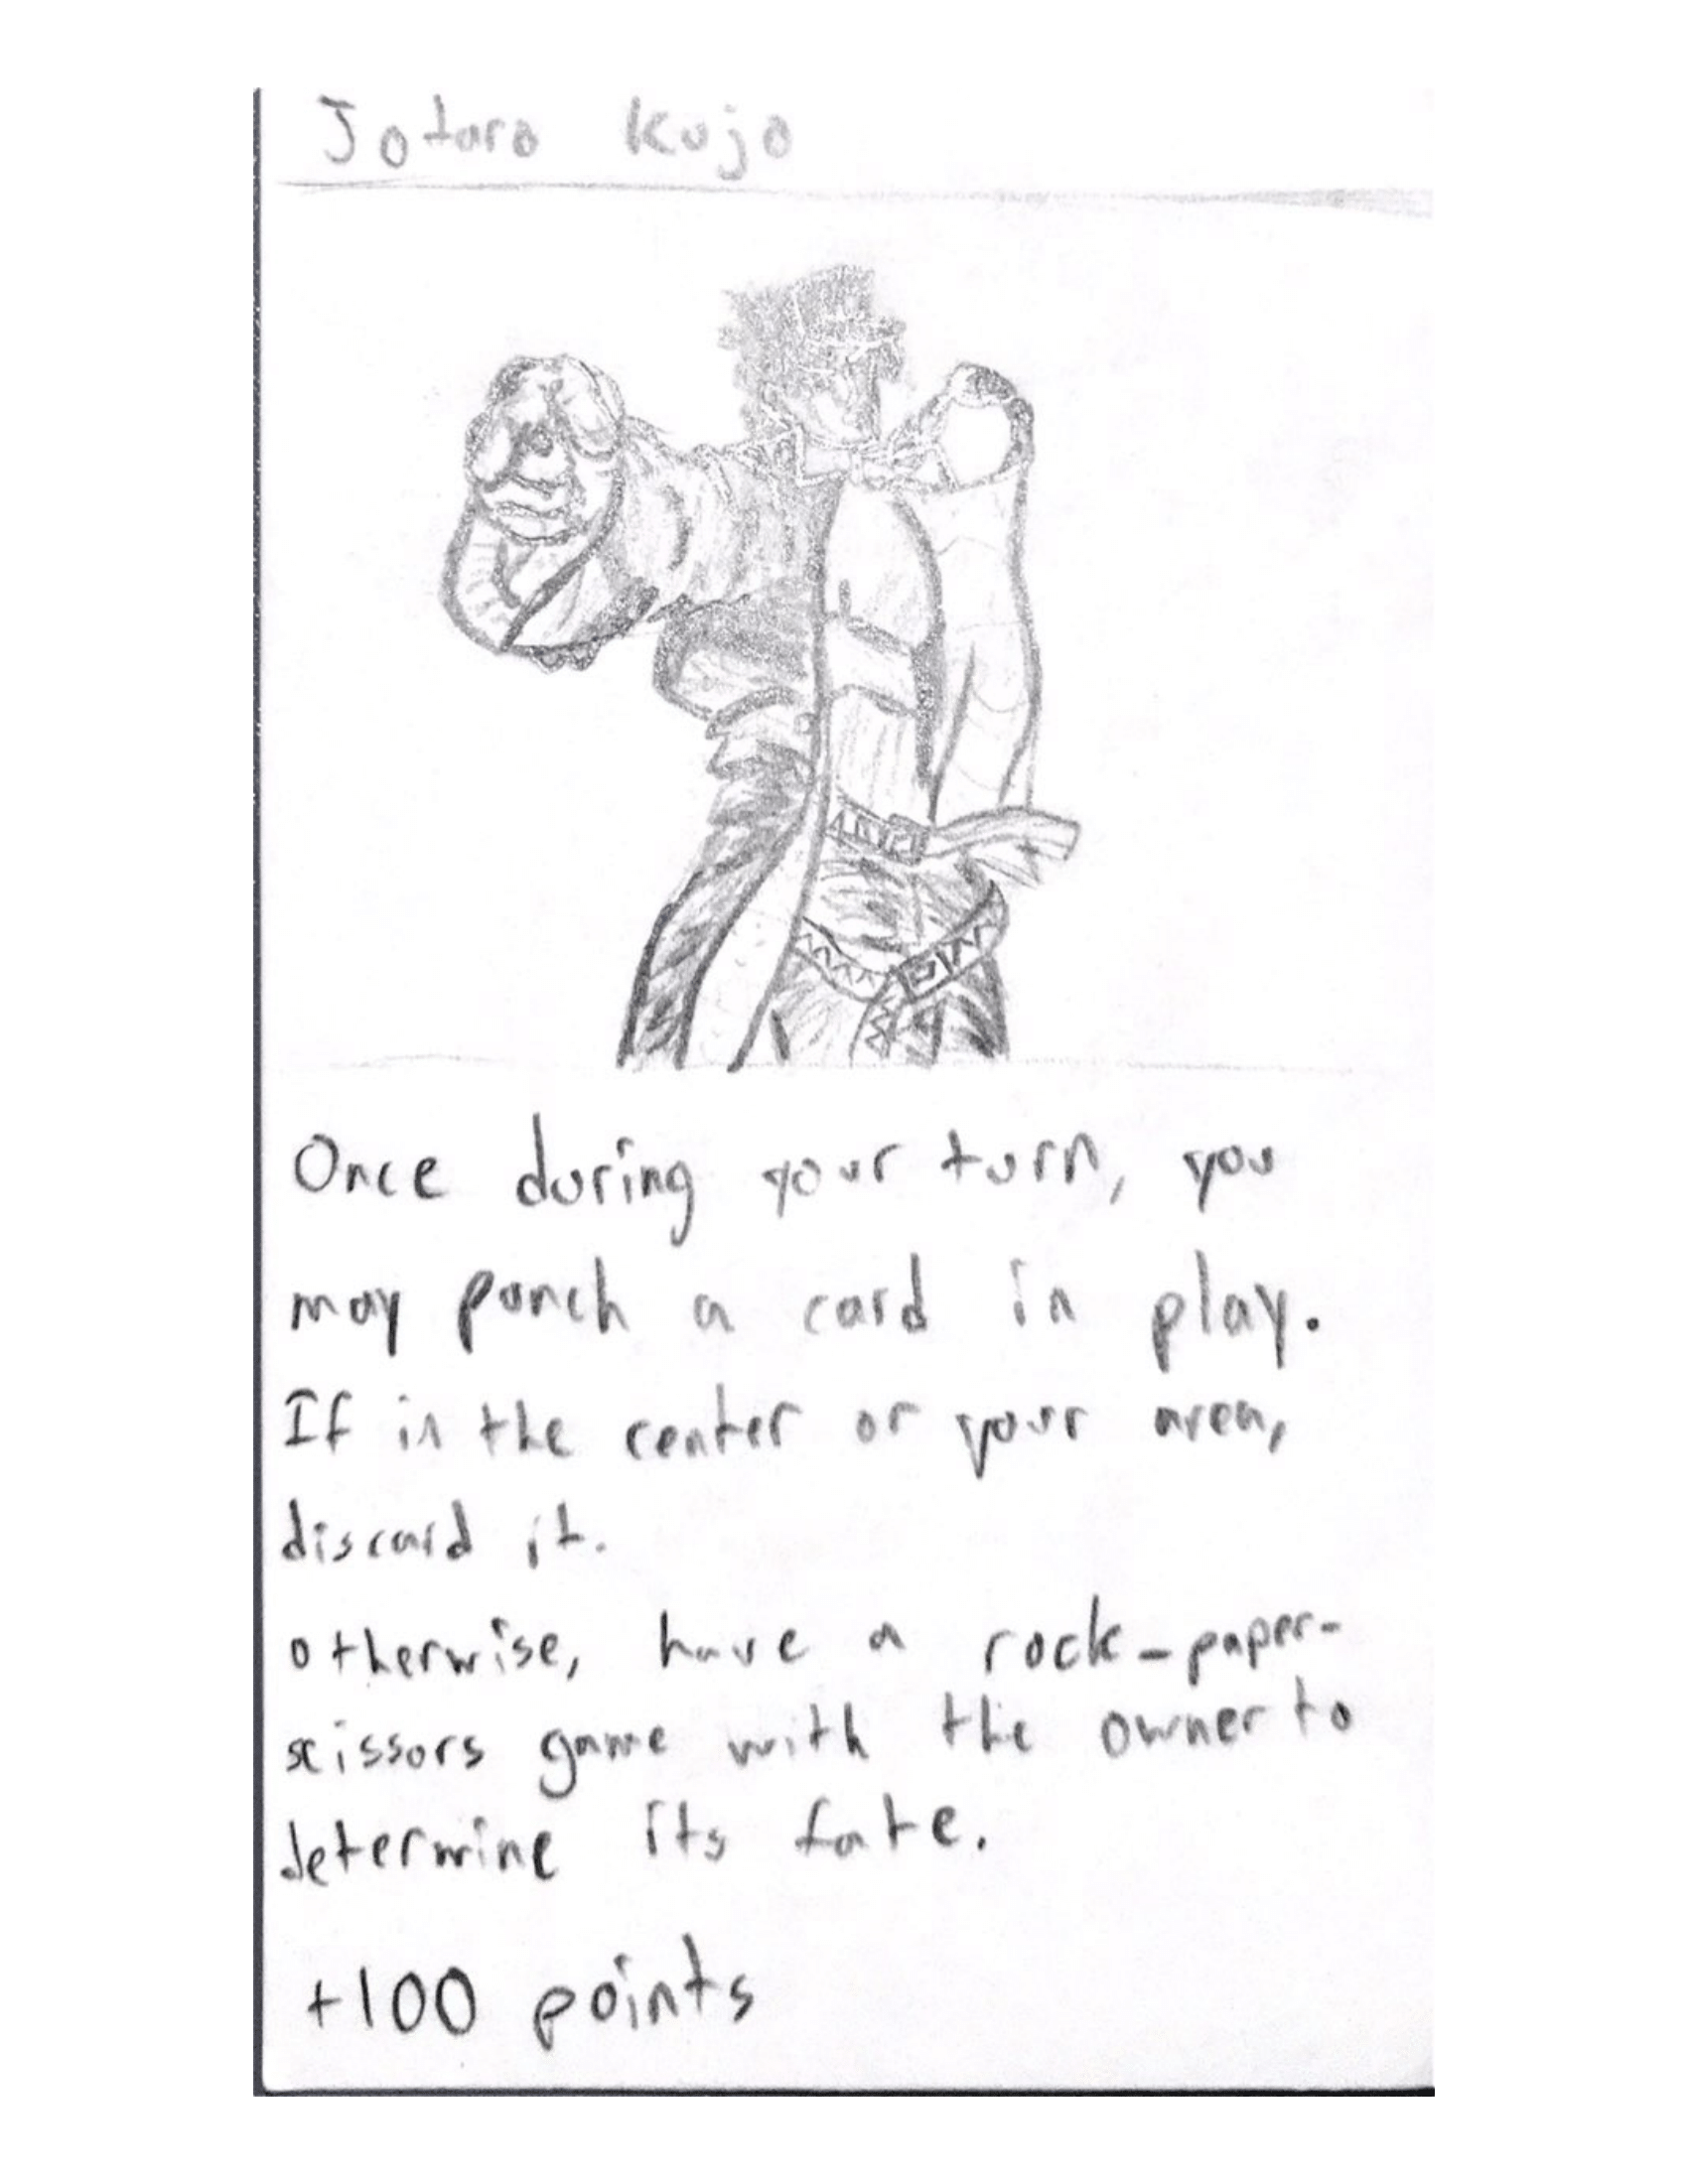 Jotaro Kujo
Once during your turn, you
may punch a card in play.
If in the center or your area,
discard it.
otherwise, have a rock-paper-
scissors game with the owner to
determine its fate.
+100 points